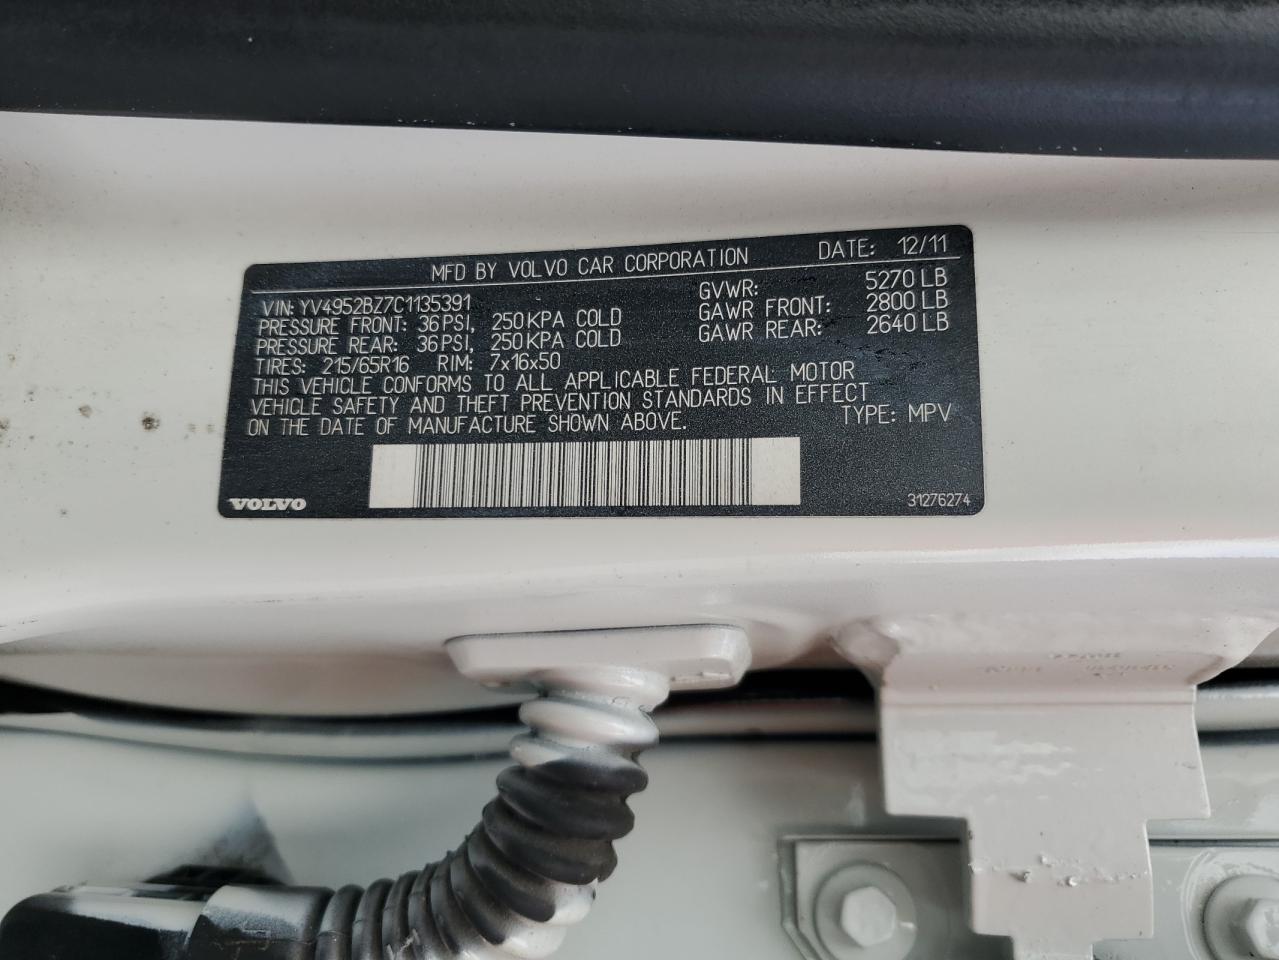 MFD BY VOLVO CAR CORPORATION DATE: 12/11
VIN: YV4952BZ7C1135391 GVWR: 5270 LB
PRESSURE FRONT: 36 PSI, 250 KPA COLD GAWR FRONT: 2800 LB
PRESSURE REAR: 36 PSI, 250 KPA COLD GAWR REAR: 2640 LB
TIRES: 215/65R16 RIM: 7x16x50
THIS VEHICLE CONFORMS TO ALL APPLICABLE FEDERAL MOTOR
VEHICLE SAFETY AND THEFT PREVENTION STANDARDS IN EFFECT
ON THE DATE OF MANUFACTURE SHOWN ABOVE. TYPE: MPV
VOLVO 31276274